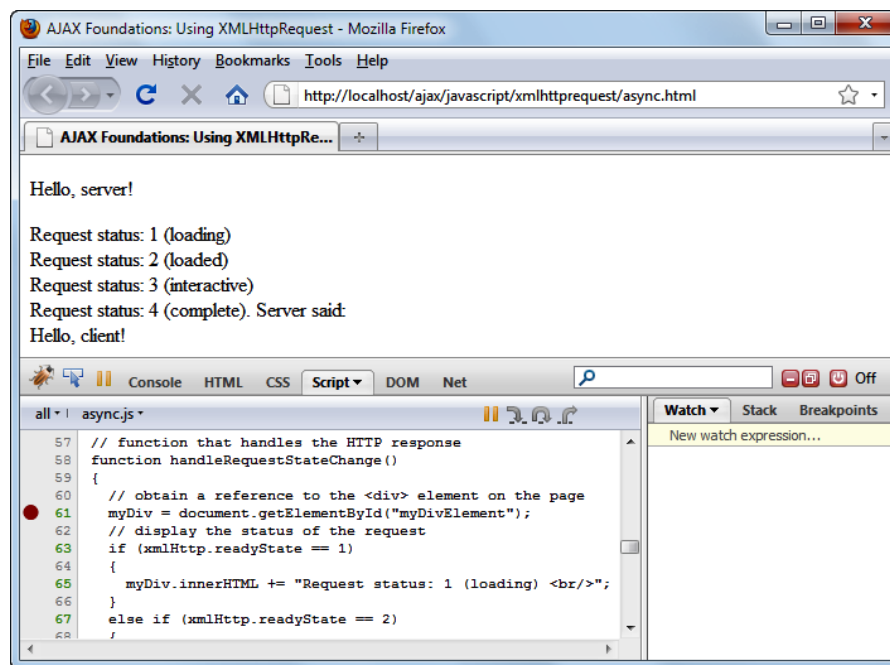 AJAX Foundations: Using XMLHttpRequest - Mozilla Firefox
File Edit View History Bookmarks Tools Help
http://localhost/ajax/javascript/xmlhttprequest/async.html
AJAX Foundations: Using XMLHttpRe...
Hello, server!
Request status: 1 (loading)
Request status: 2 (loaded)
Request status: 3 (interactive)
Request status: 4 (complete). Server said:
Hello, client!
Console HTML CSS Script DOM Net Off
all async.js Watch Stack Breakpoints
New watch expression...
57 // function that handles the HTTP response
58 function handleRequestStateChange()
59 {
60 // obtain a reference to the <div> element on the page
61 myDiv = document.getElementById("myDivElement");
62 // display the status of the request
63 if (xmlHttp.readyState == 1)
64 {
65 myDiv.innerHTML += "Request status: 1 (loading) <br/>";
66 }
67 else if (xmlHttp.readyState == 2)
68 {